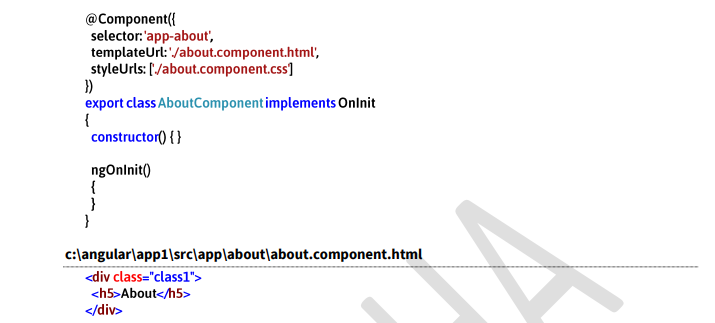 @Component({
selector: 'app-about',
templateUrl: './about.component.html',
styleUrls: ['./about.component.css']
})
export class AboutComponent implements OnInit
{
constructor() { }
ngOnInit()
{
}
}
c:\angular\app1\src\app\about\about.component.html
<div class="class1">
<h5>About</h5>
</div>